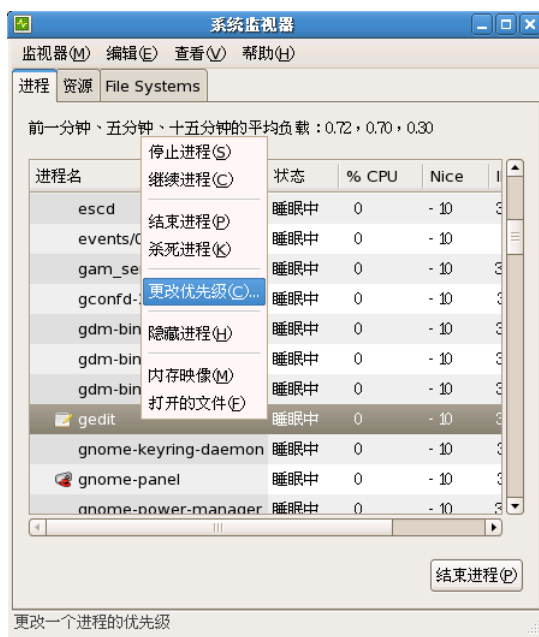 系统监视器
监视器(M) 编辑(E) 查看(V) 帮助(H)
进程 资源 File Systems
前一分钟、五分钟、十五分钟的平均负载：0.72，0.70，0.30
停止进程(S)
继续进程(C)
结束进程(P)
杀死进程(K)
更改优先级(C)...
隐藏进程(H)
内存映像(M)
打开的文件(F)
进程名 状态 % CPU Nice
escd 睡眠中 0 - 10
events/0 睡眠中 0 - 10
gam_se 睡眠中 0 - 10
gconfd- 睡眠中 0 - 10
gdm-bin 睡眠中 0 - 10
gdm-bin 睡眠中 0 - 10
gdm-bin 睡眠中 0 - 10
gedit 睡眠中 0 - 10
gnome-keyring-daemon 睡眠中 0 - 10
gnome-panel 睡眠中 0 - 10
gnome-power-manager 睡眠中 0 - 10
结束进程(P)
更改一个进程的优先级